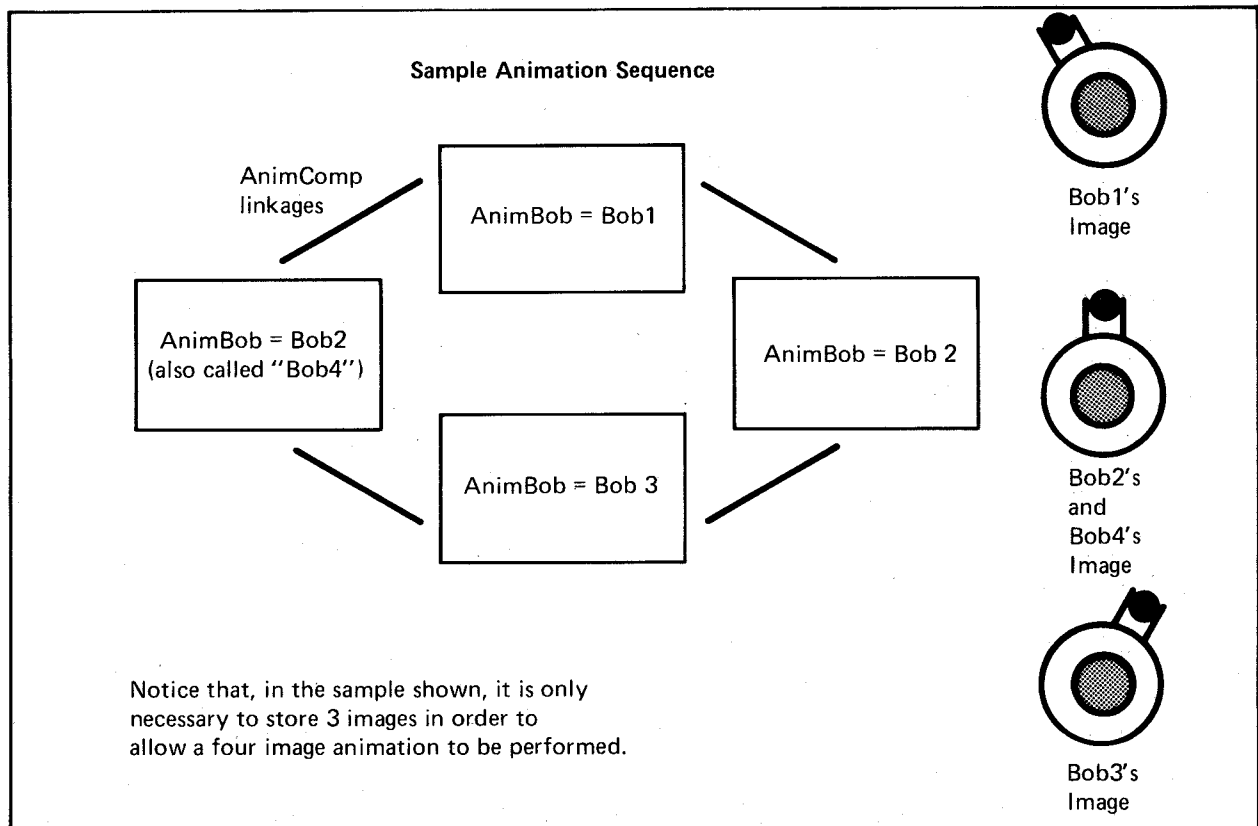 Sample Animation Sequence
AnimComp
linkages
AnimBob = Bob1
AnimBob = Bob2
(also called "Bob4")
AnimBob = Bob 2
AnimBob = Bob 3
Notice that, in the sample shown, it is only
necessary to store 3 images in order to
allow a four image animation to be performed.
Bob1's
Image
Bob2's
and
Bob4's
Image
Bob3's
Image